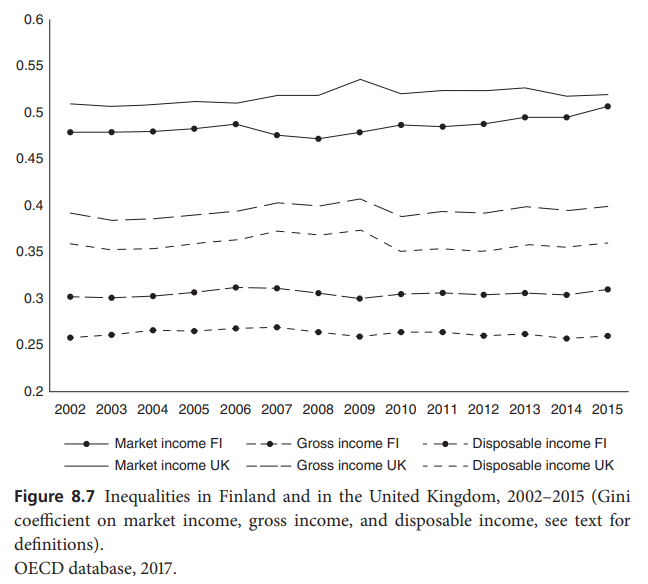 0.6
0.55
0.5
0.45
0.4
0.35
0.3
0.25
0.2
2002 2003 2004 2005 2006 2007 2008 2009 2010 2011 2012 2013 2014 2015
Market income FI Gross income FI Disposable income FI
Market income UK Gross income UK Disposable income UK
Figure 8.7 Inequalities in Finland and in the United Kingdom, 2002–2015 (Gini
coefficient on market income, gross income, and disposable income, see text for
definitions).
OECD database, 2017.